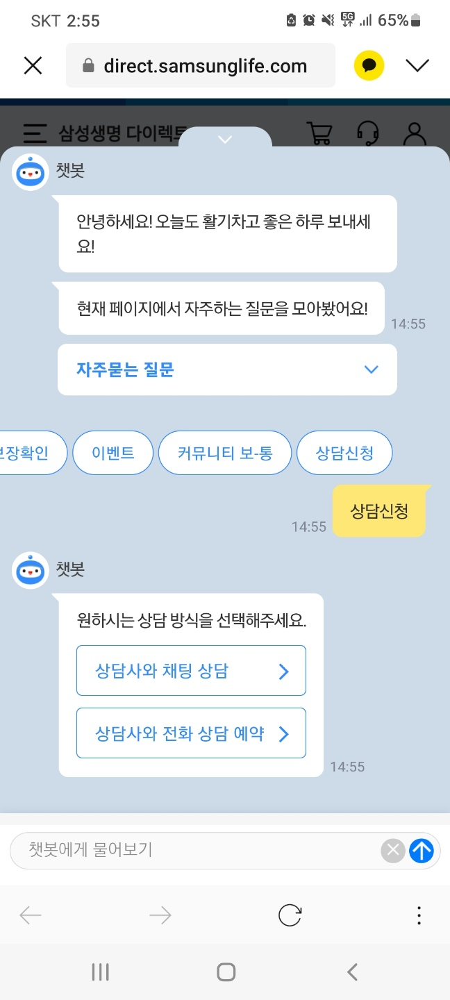 SKT 2:55
5G 65%
direct.samsunglife.com
삼성생명 다이렉트
챗봇
안녕하세요! 오늘도 활기차고 좋은 하루 보내세
요!
현재 페이지에서 자주하는 질문을 모아봤어요!
14:55
자주묻는 질문
보장확인 이벤트 커뮤니티 보-통 상담신청
상담신청
14:55
챗봇
원하시는 상담 방식을 선택해주세요.
상담사와 채팅 상담
상담사와 전화 상담 예약
14:55
챗봇에게 물어보기